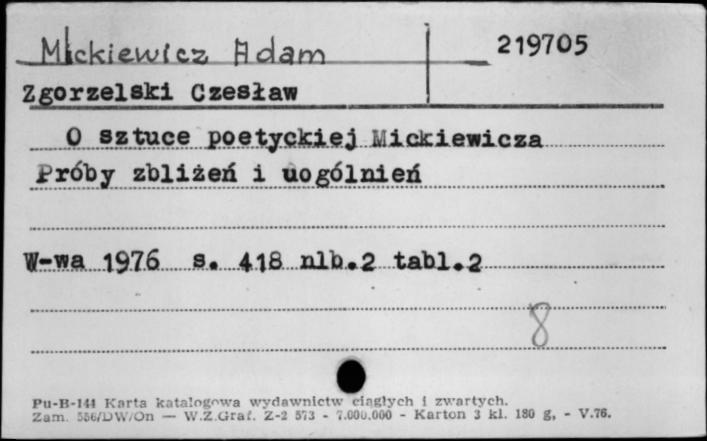 Mickiewicz Adam 219705
Zgorzelski Czesław
O sztuce poetyckiej Mickiewicza
Próby zbliżeń i uogólnień
W-wa 1976 s. 418 nlb.2 tabl.2
8
Pu-B-144 Karta katalogowa wydawnictw ciągłych i zwartych.
Zam. 556/DW/On — W.Z.Graf. Z-2 573 - 7.000.000 - Karton 3 kl. 180 g, - V.76.